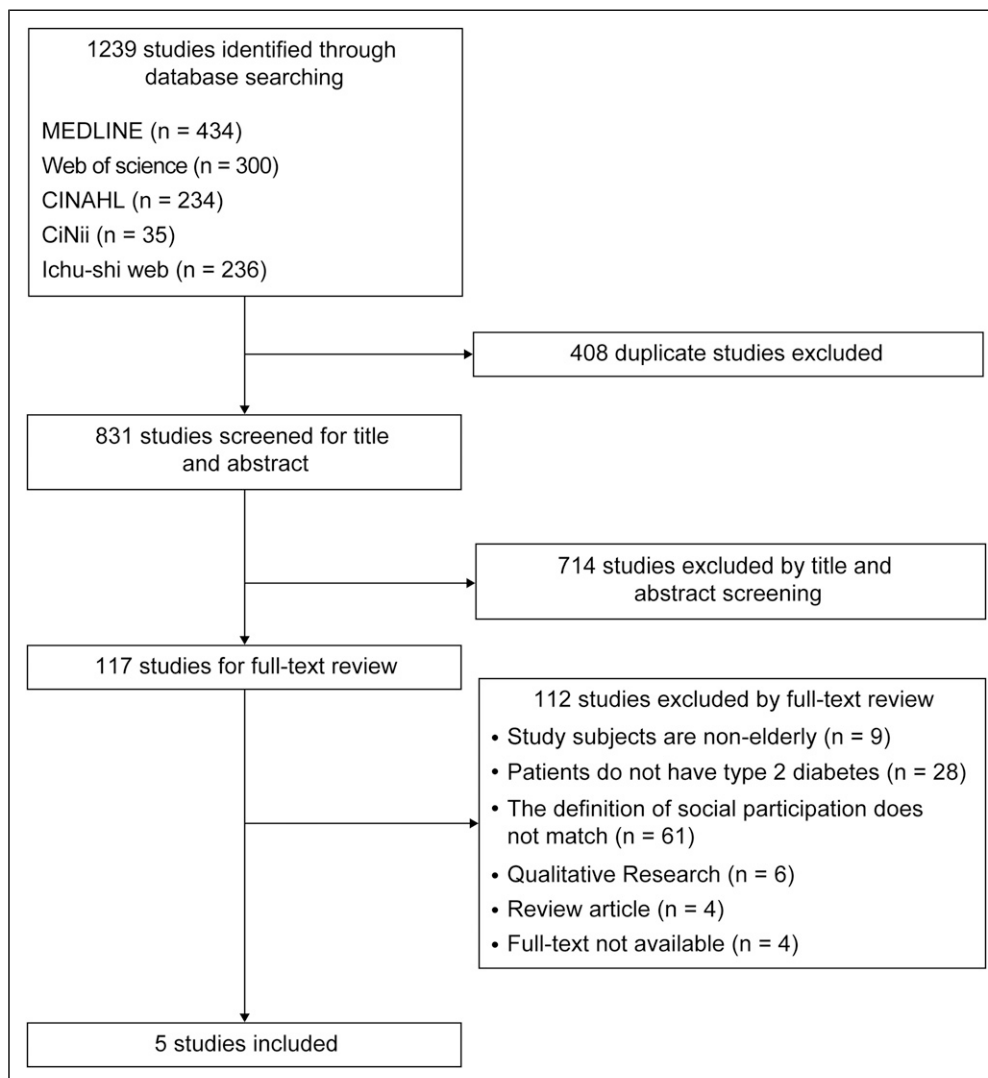 1239 studies identified through
database searching
MEDLINE (n = 434)
Web of science (n = 300)
CINAHL (n = 234)
CiNii (n = 35)
Ichu-shi web (n = 236)
408 duplicate studies excluded
831 studies screened for title
and abstract
714 studies excluded by title and
abstract screening
117 studies for full-text review
112 studies excluded by full-text review
• Study subjects are non-elderly (n = 9)
• Patients do not have type 2 diabetes (n = 28)
• The definition of social participation does
not match (n = 61)
• Qualitative Research (n = 6)
• Review article (n = 4)
• Full-text not available (n = 4)
5 studies included